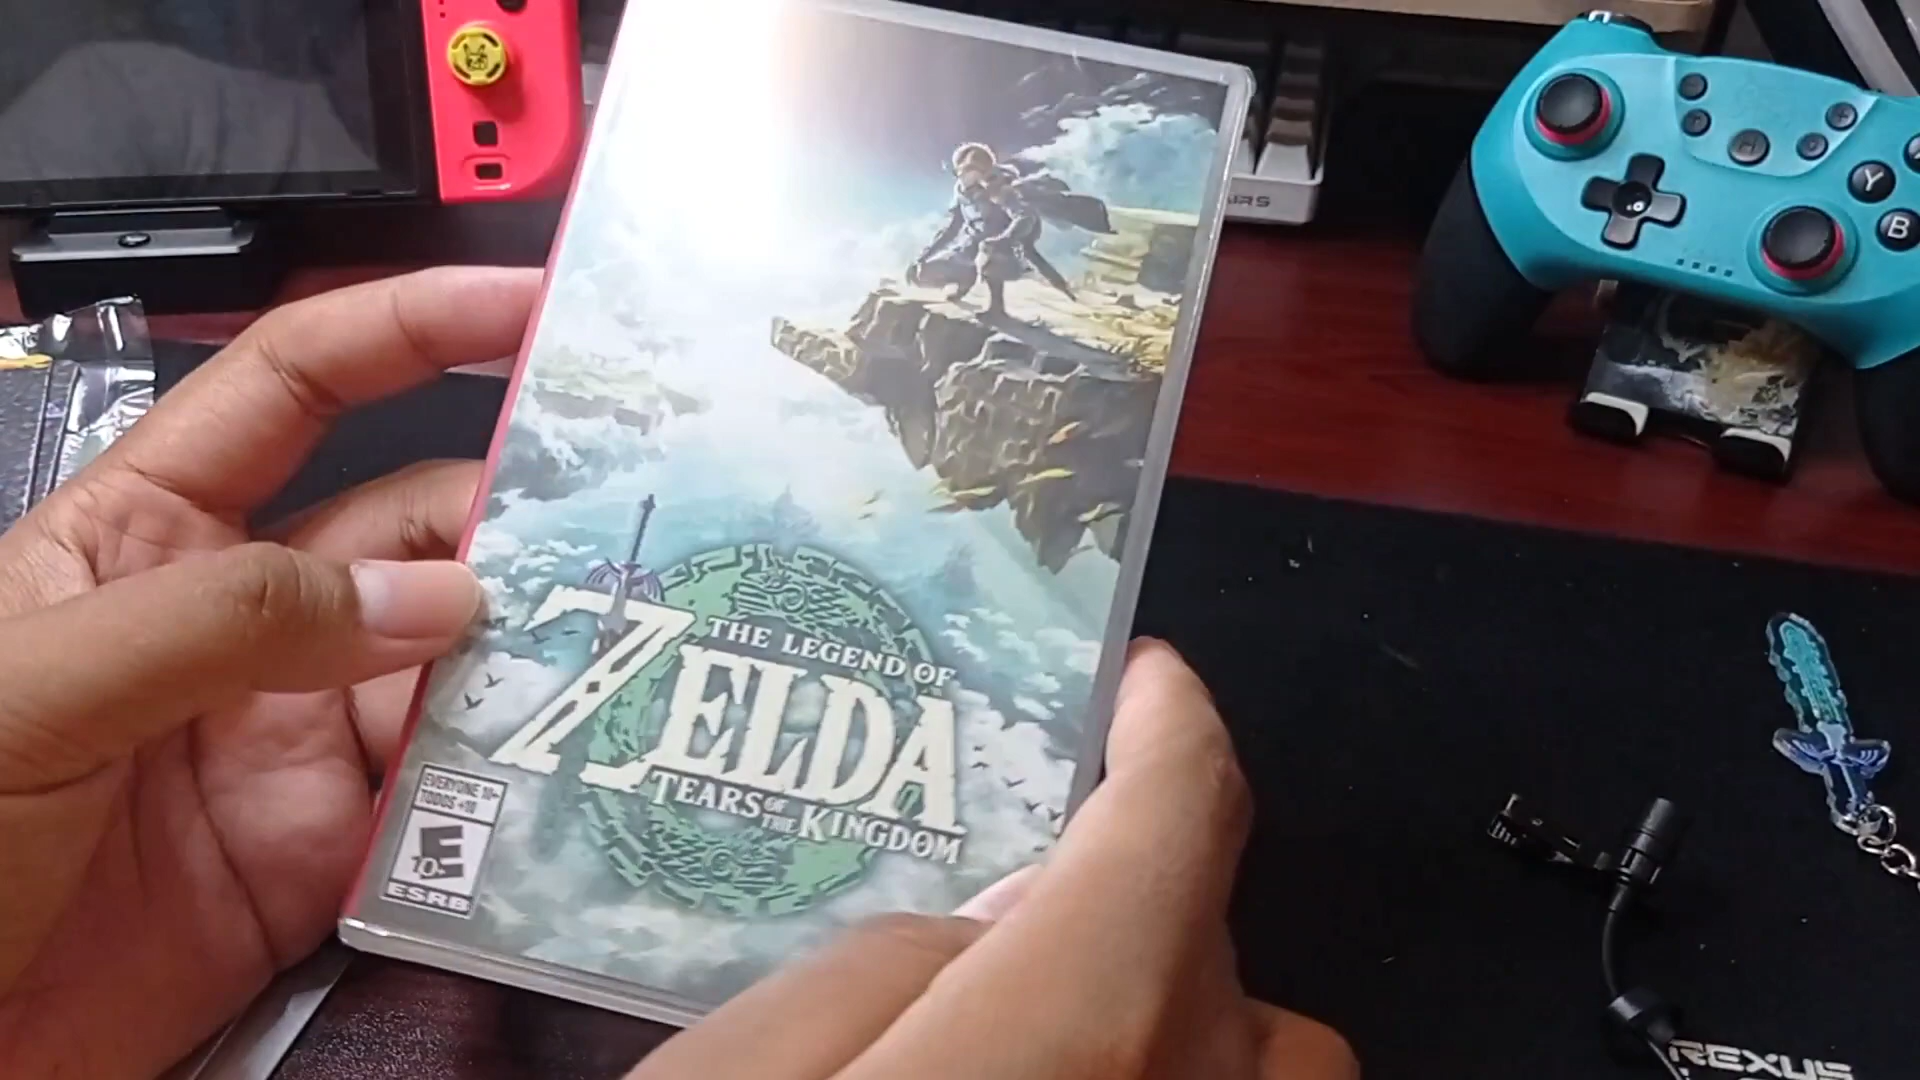 THE LEGEND OF
ZELDA
TEARS OF THE KINGDOM
EVERYONE 10+
TODOS +10
E
10+
ESRB
Y
B
REXUS